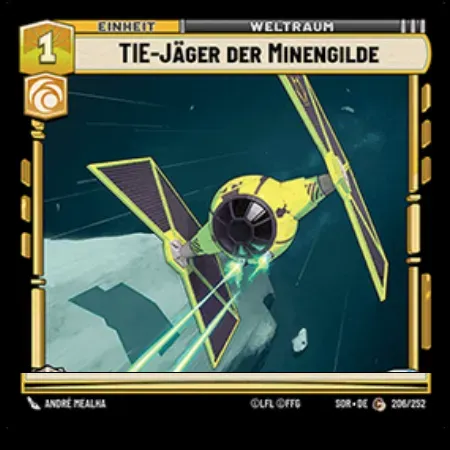 EINHEIT
WELTRAUM
1
TIE-JÄGER DER MINENGILDE
ANDRÉ MEALHA
©LFL ©FFG
SOR • DE C 206/252